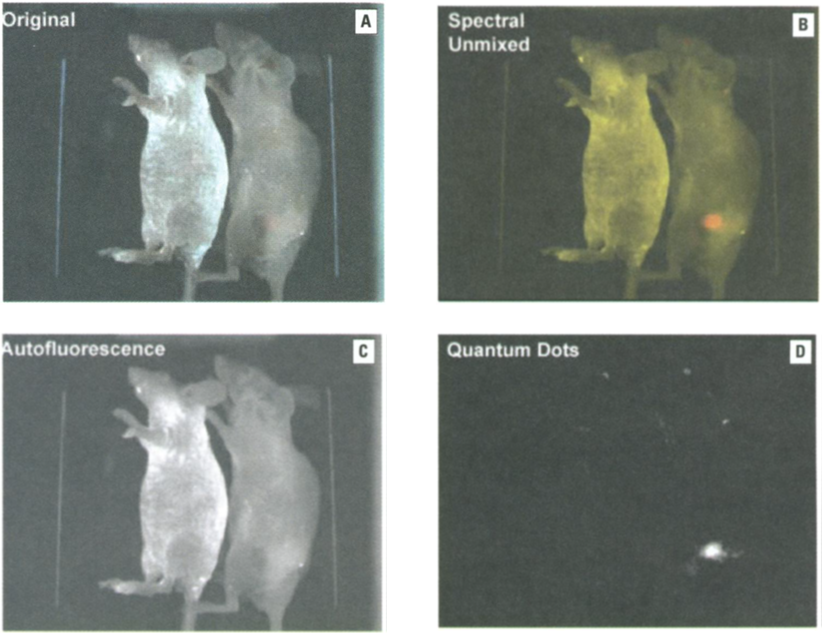 Original
A
Spectral
Unmixed
B
Autofluorescence
C
Quantum Dots
D